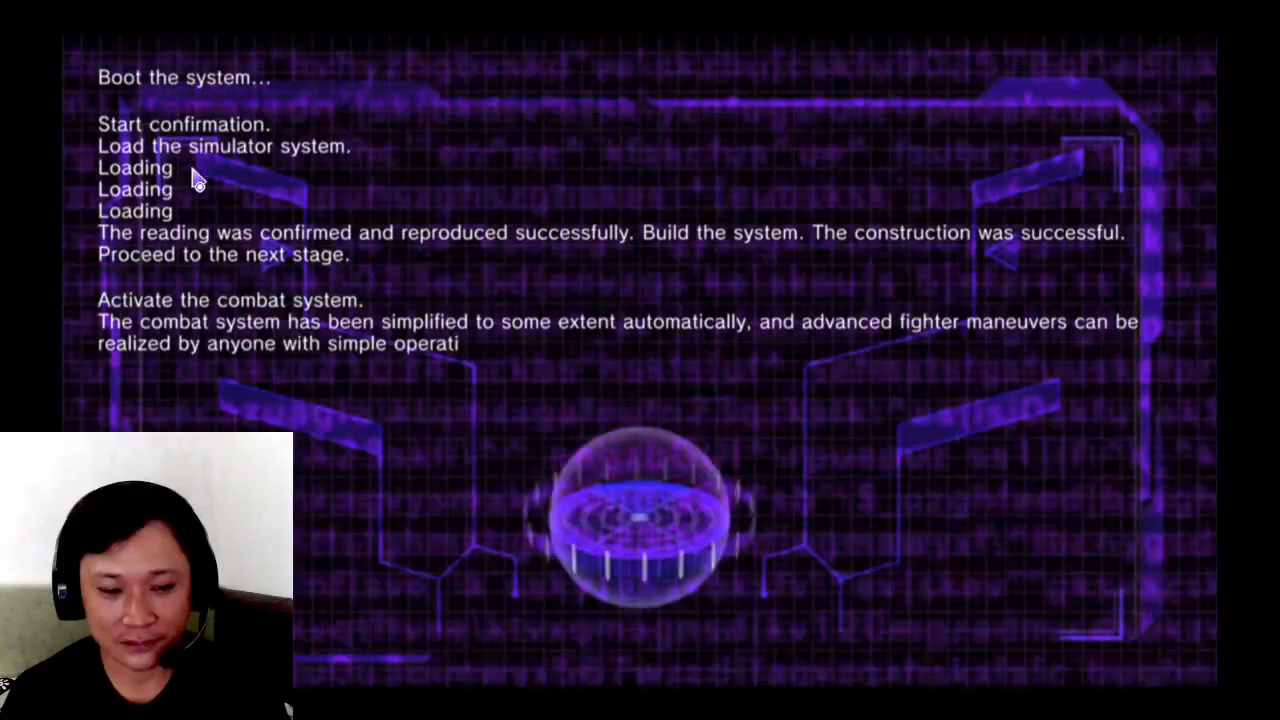 Boot the system...
Start confirmation.
Load the simulator system.
Loading
Loading
Loading
The reading was confirmed and reproduced successfully. Build the system. The construction was successful.
Proceed to the next stage.
Activate the combat system.
The combat system has been simplified to some extent automatically, and advanced fighter maneuvers can be
realized by anyone with simple operati